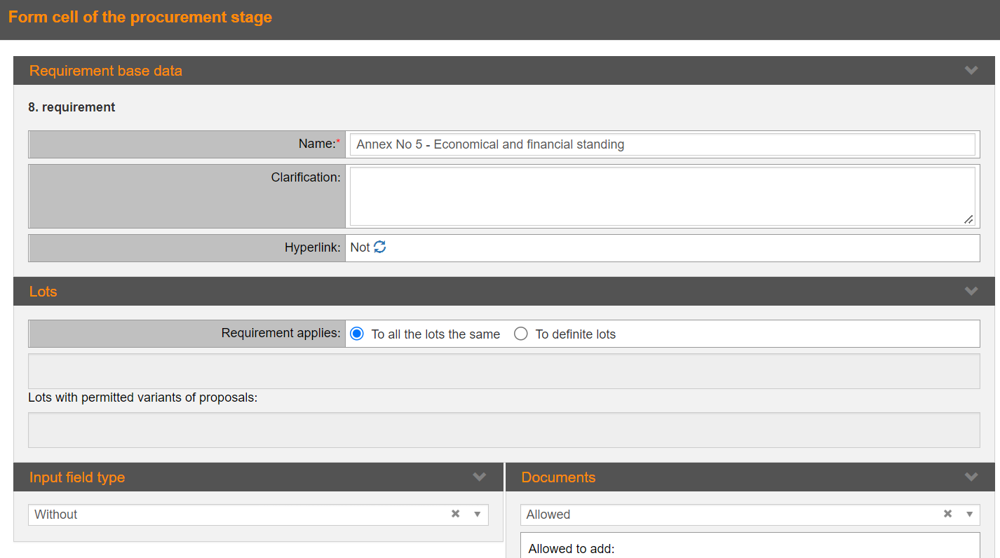 Form cell of the procurement stage
Requirement base data
8. requirement
Name:*
Annex No 5 - Economical and financial standing
Clarification:
Hyperlink:
Not
Lots
Requirement applies:
To all the lots the same
To definite lots
Lots with permitted variants of proposals:
Input field type
Without
Documents
Allowed
Allowed to add: